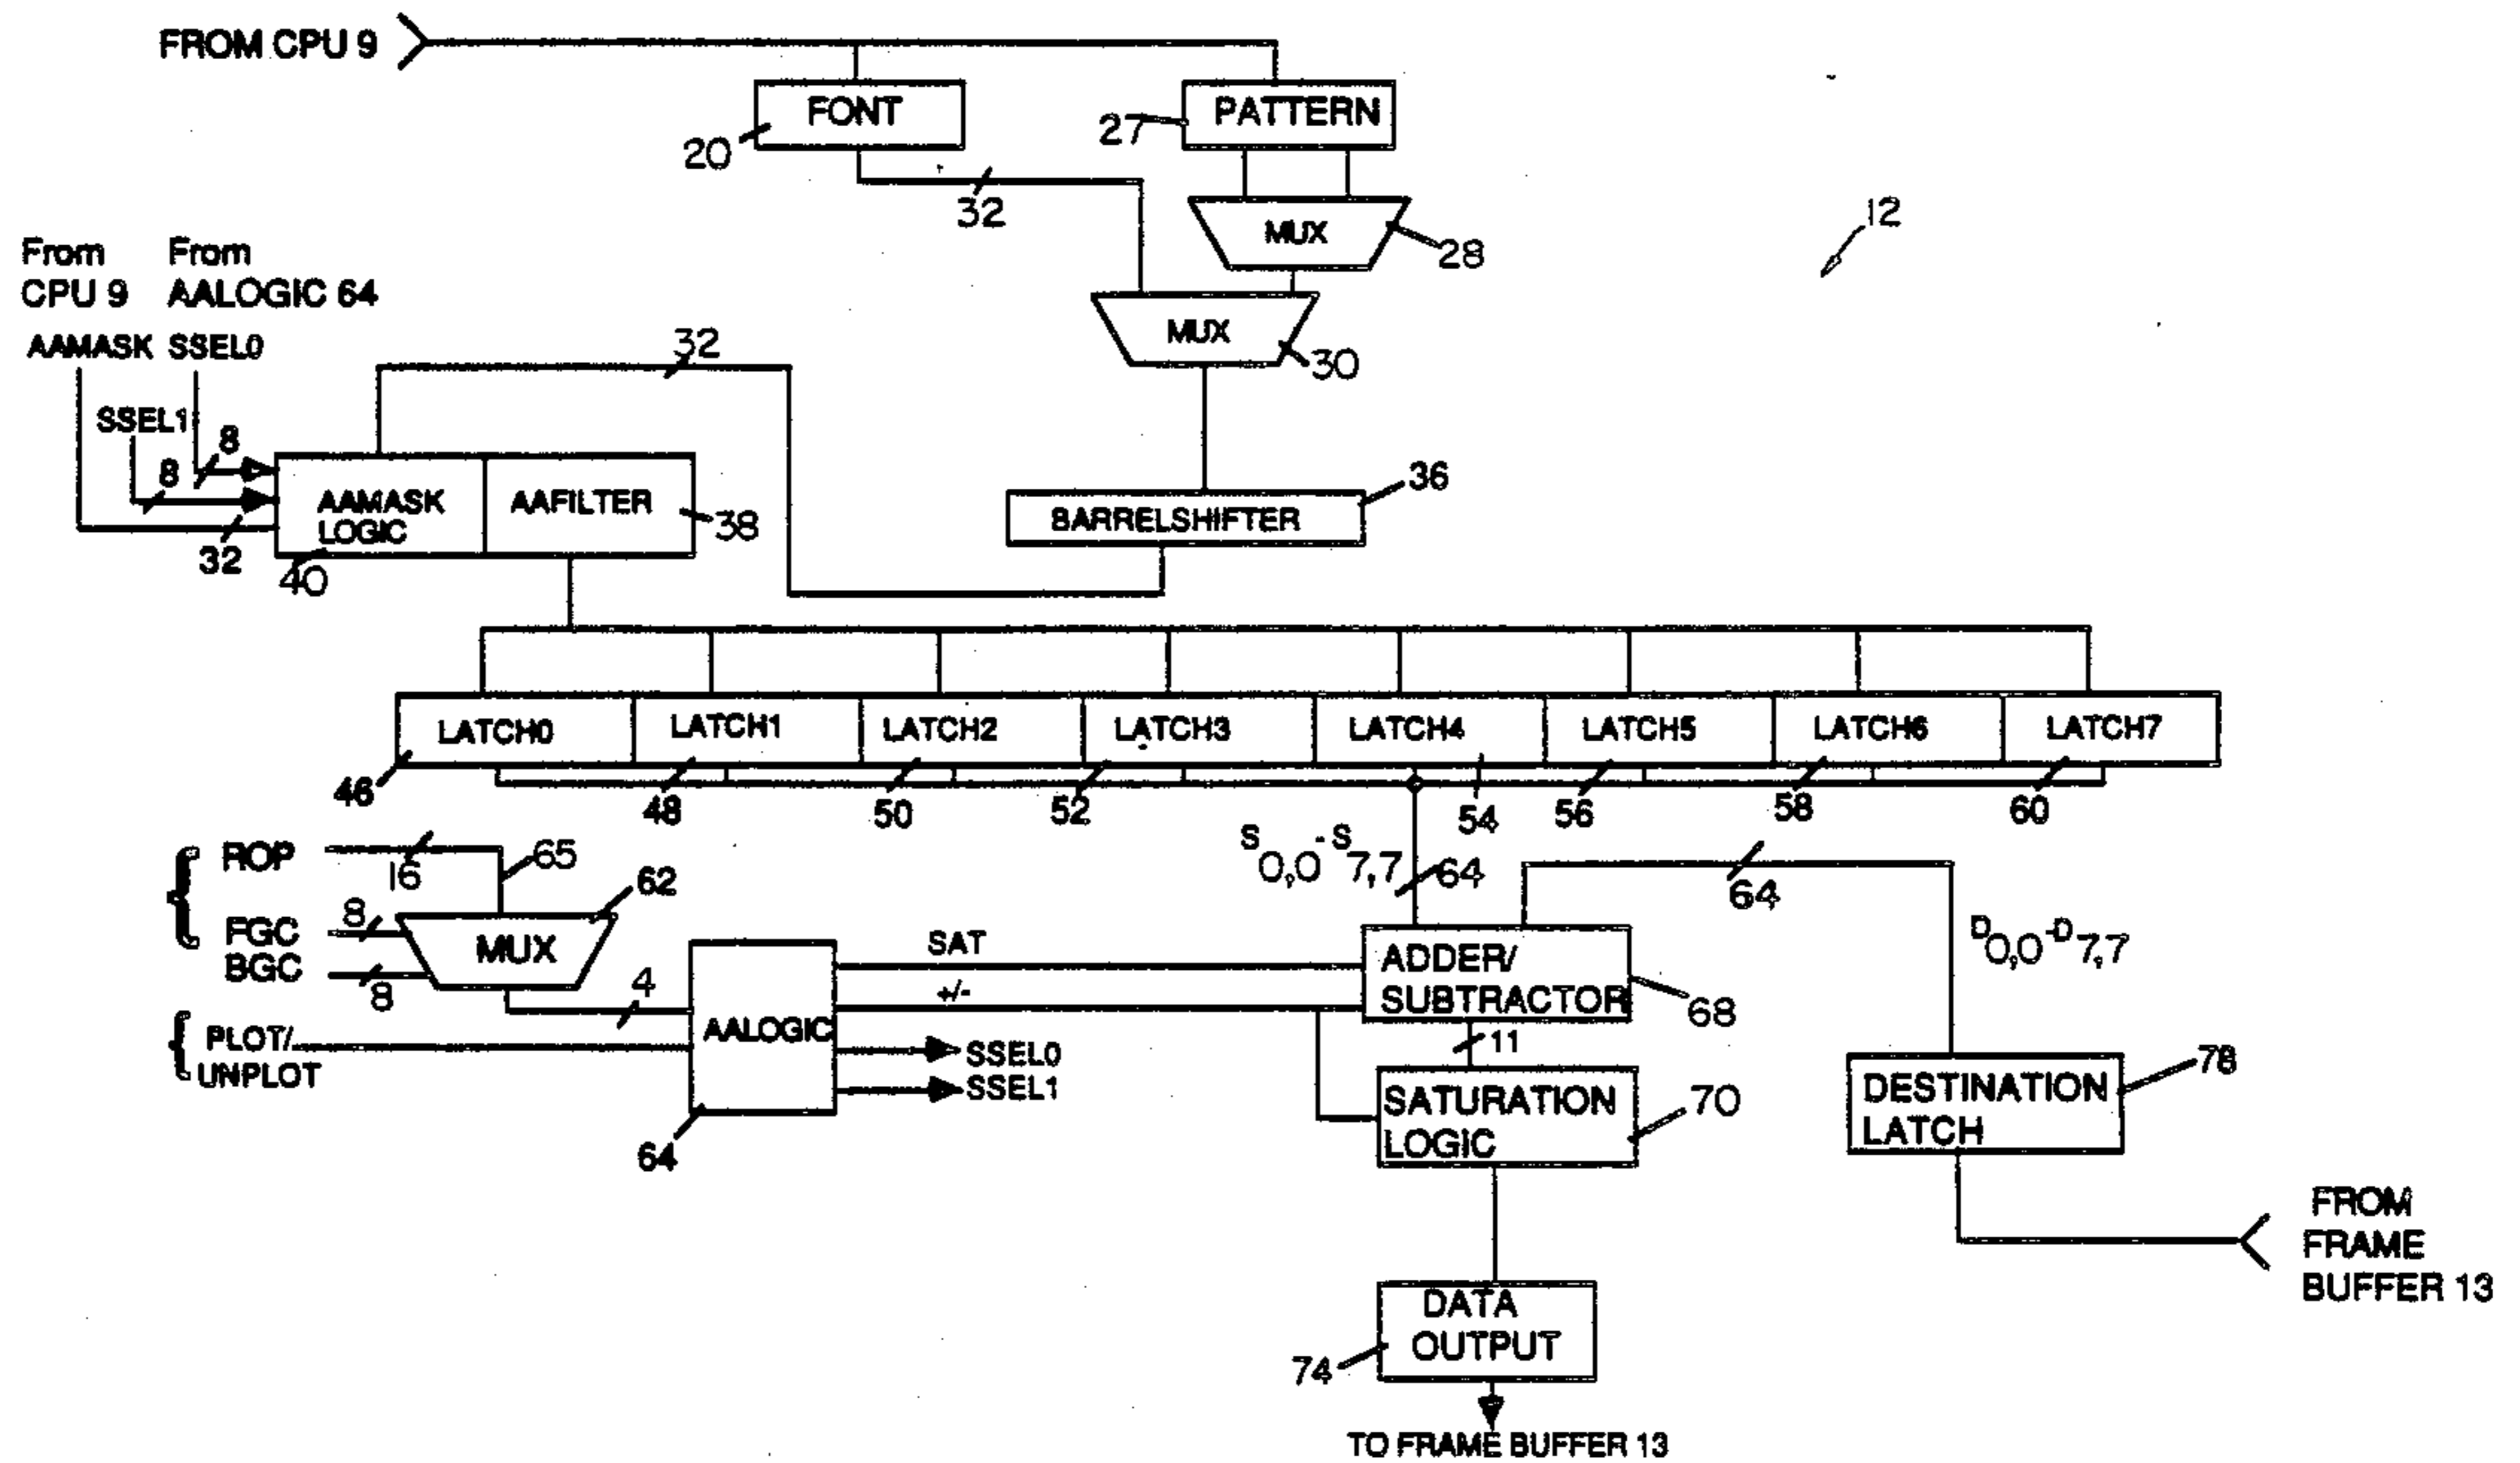 FROM CPU 9
FONT
PATTERN
20
27
32
MUX
28
12
From
CPU 9
From
AALOGIC 64
AAMASK SSEL0
32
MUX
30
SSEL1
8
8
32
AAMASK
LOGIC
AAFILTER
38
40
36
BARRELSHIFTER
LATCH0
LATCH1
LATCH2
LATCH3
LATCH4
LATCH5
LATCH6
LATCH7
46
48
50
52
54
56
58
60
ROP
16
65
62
S0,0-S7,7
64
64
D0,0-D7,7
FGC
8
BGC
8
MUX
4
PLOT/
UNPLOT
AALOGIC
64
SAT
+/-
SSEL0
SSEL1
ADDER/
SUBTRACTOR
68
11
SATURATION
LOGIC
70
DESTINATION
LATCH
78
FROM
FRAME
BUFFER 13
DATA
OUTPUT
74
TO FRAME BUFFER 13